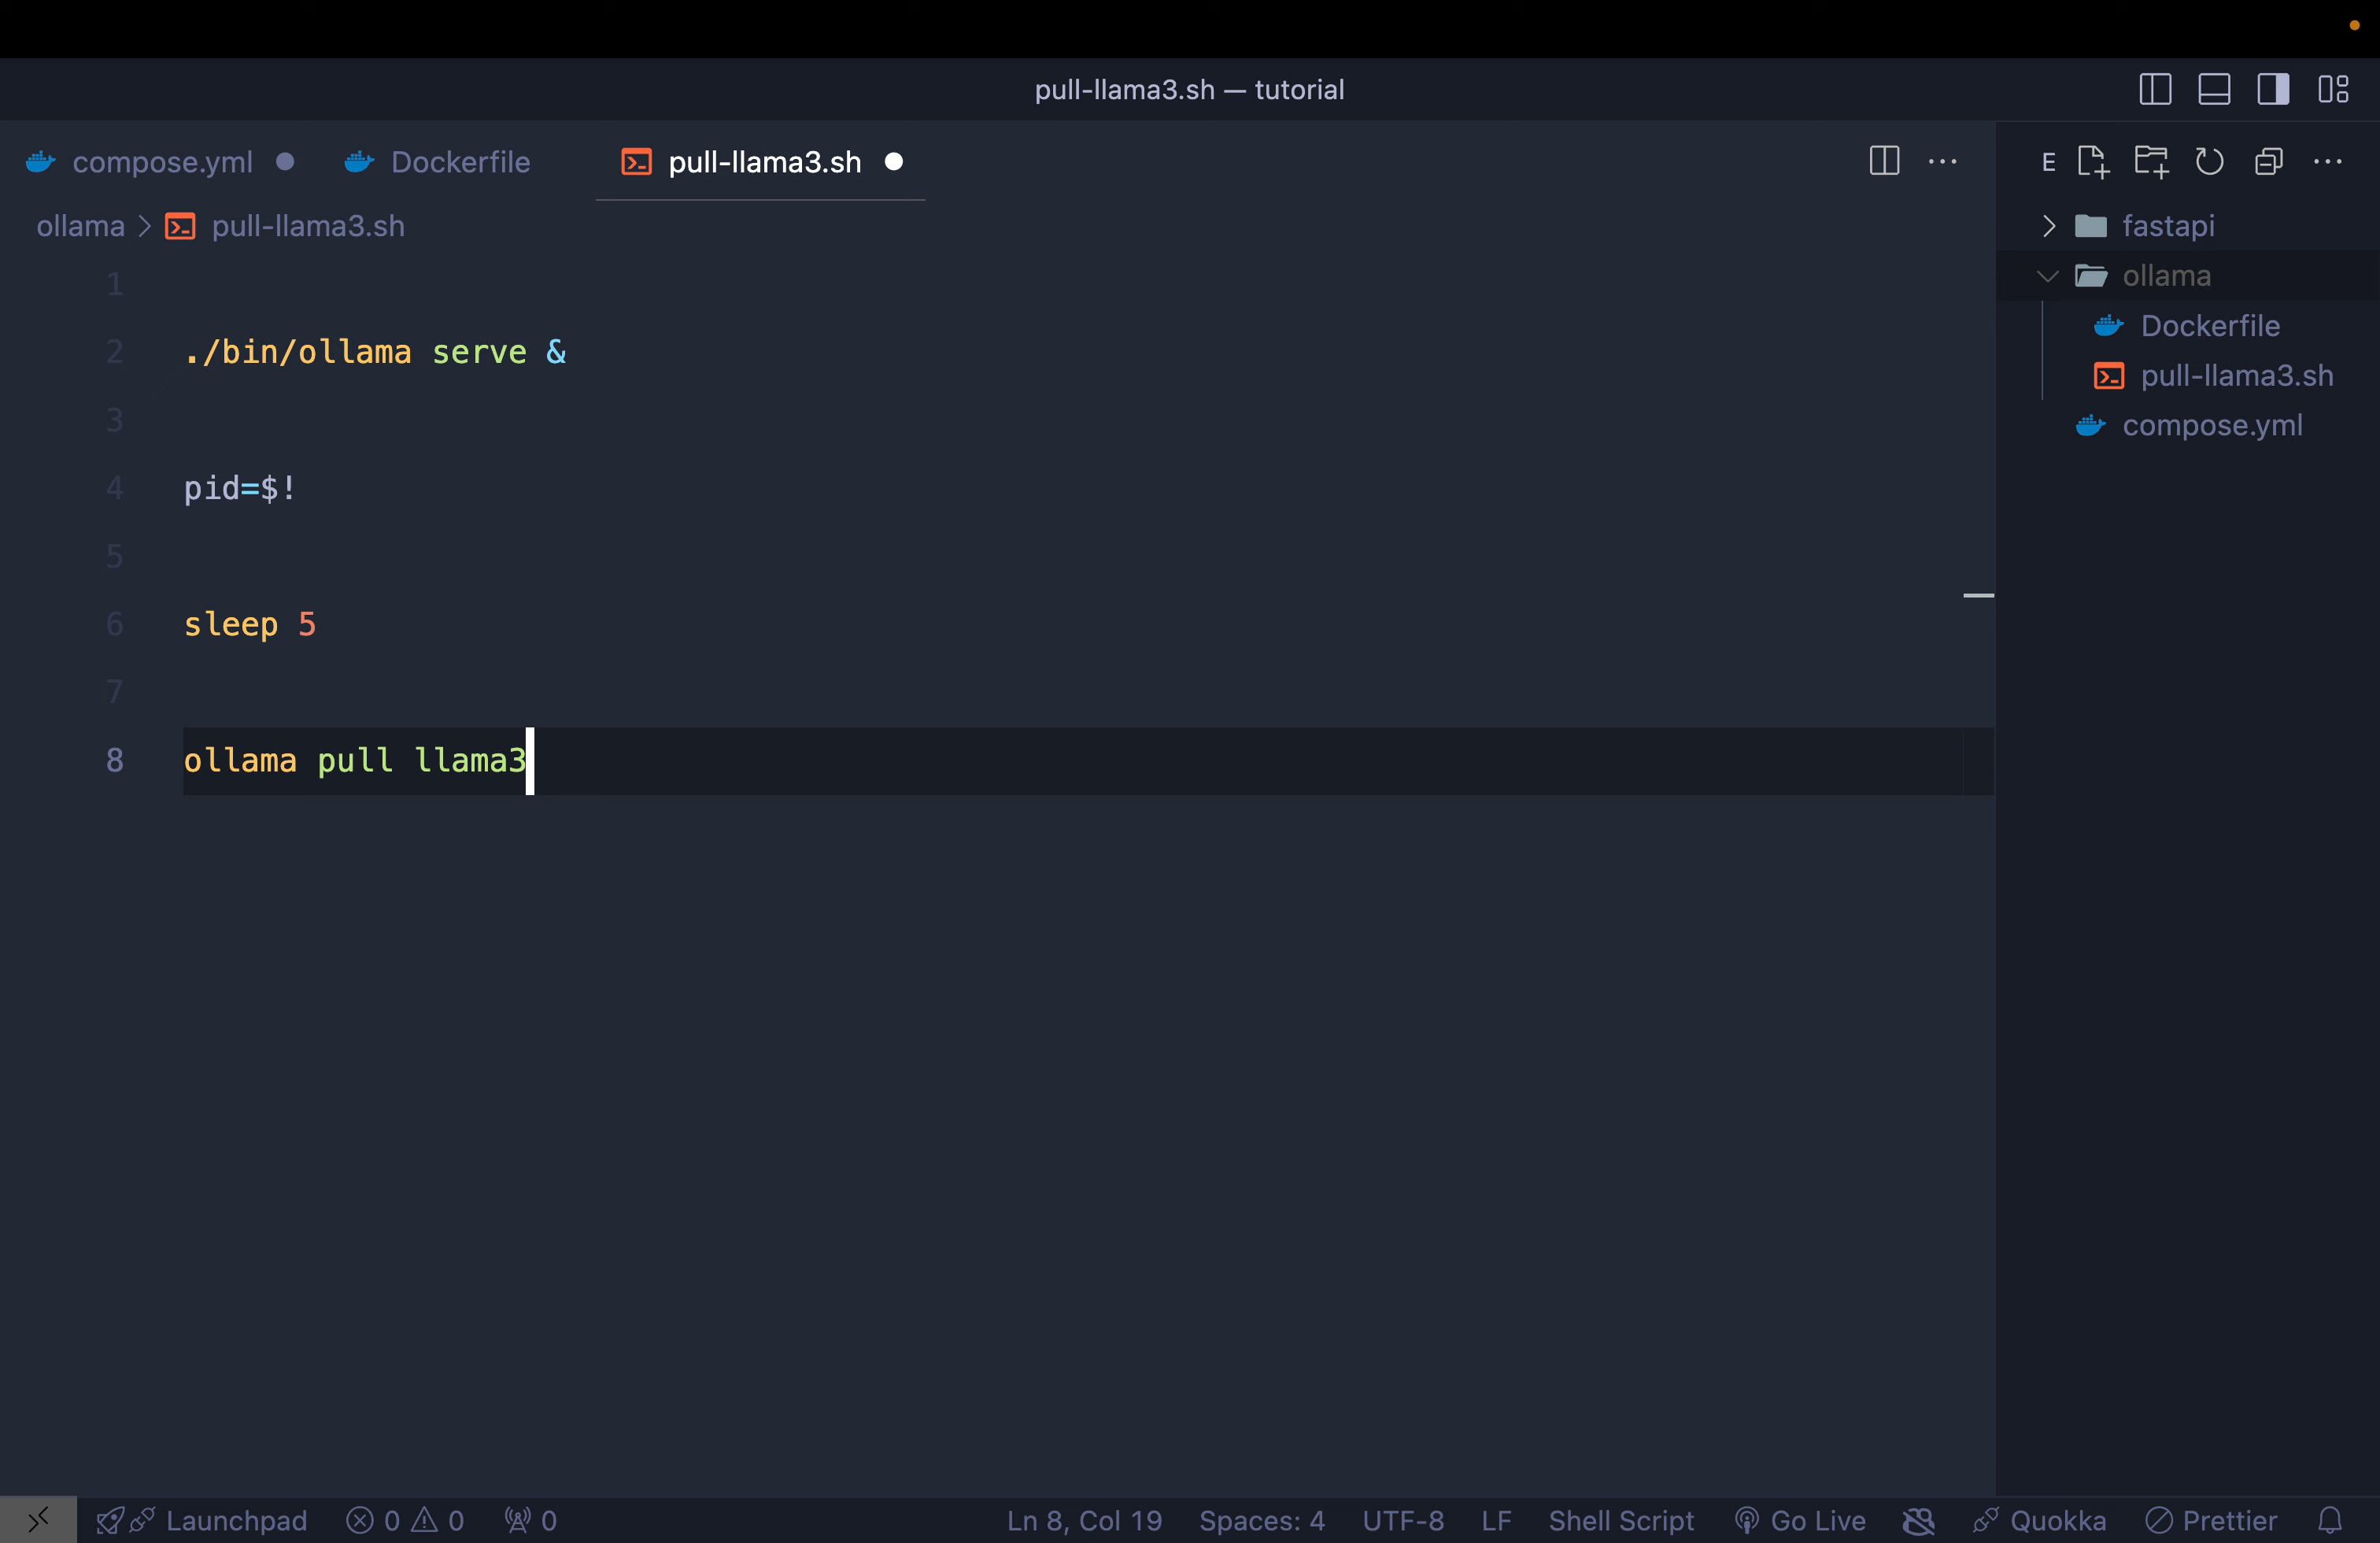 pull-llama3.sh — tutorial
compose.yml
Dockerfile
pull-llama3.sh
E
ollama > pull-llama3.sh
1
2 ./bin/ollama serve &
3
4 pid=$!
5
6 sleep 5
7
8 ollama pull llama3
fastapi
ollama
Dockerfile
pull-llama3.sh
compose.yml
Launchpad 0 0 0 Ln 8, Col 19 Spaces: 4 UTF-8 LF Shell Script Go Live Quokka Prettier